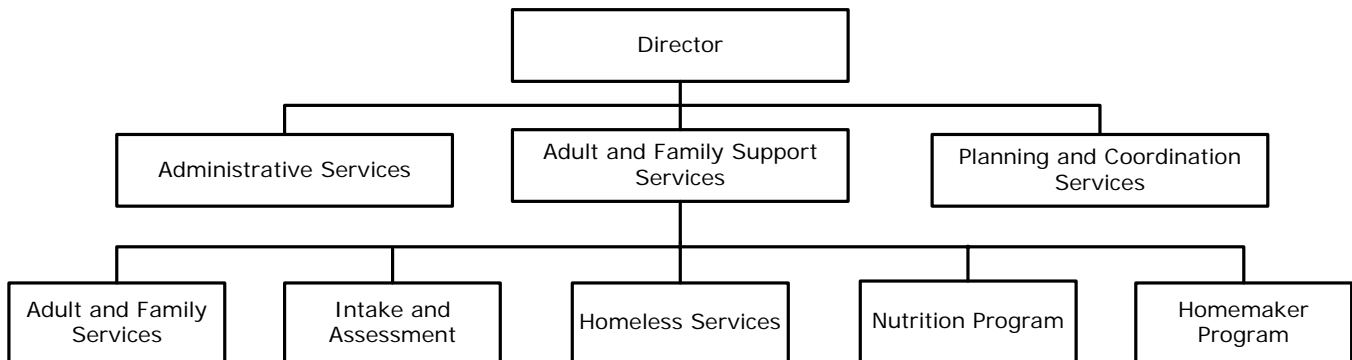 Director
Administrative Services
Adult and Family Support
Services
Planning and Coordination
Services
Adult and Family
Services
Intake and
Assessment
Homeless Services
Nutrition Program
Homemaker
Program